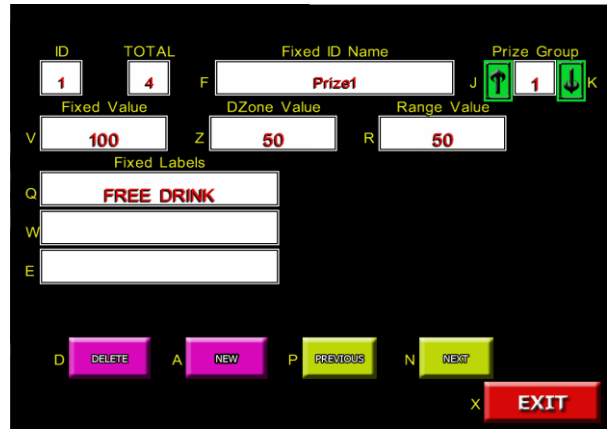 ID TOTAL Fixed ID Name Prize Group
1 4 F Prize1 J 1 K
Fixed Value DZone Value Range Value
V 100 Z 50 R 50
Fixed Labels
Q FREE DRINK
W
E
D DELETE A NEW P PREVIOUS N NEXT
X EXIT